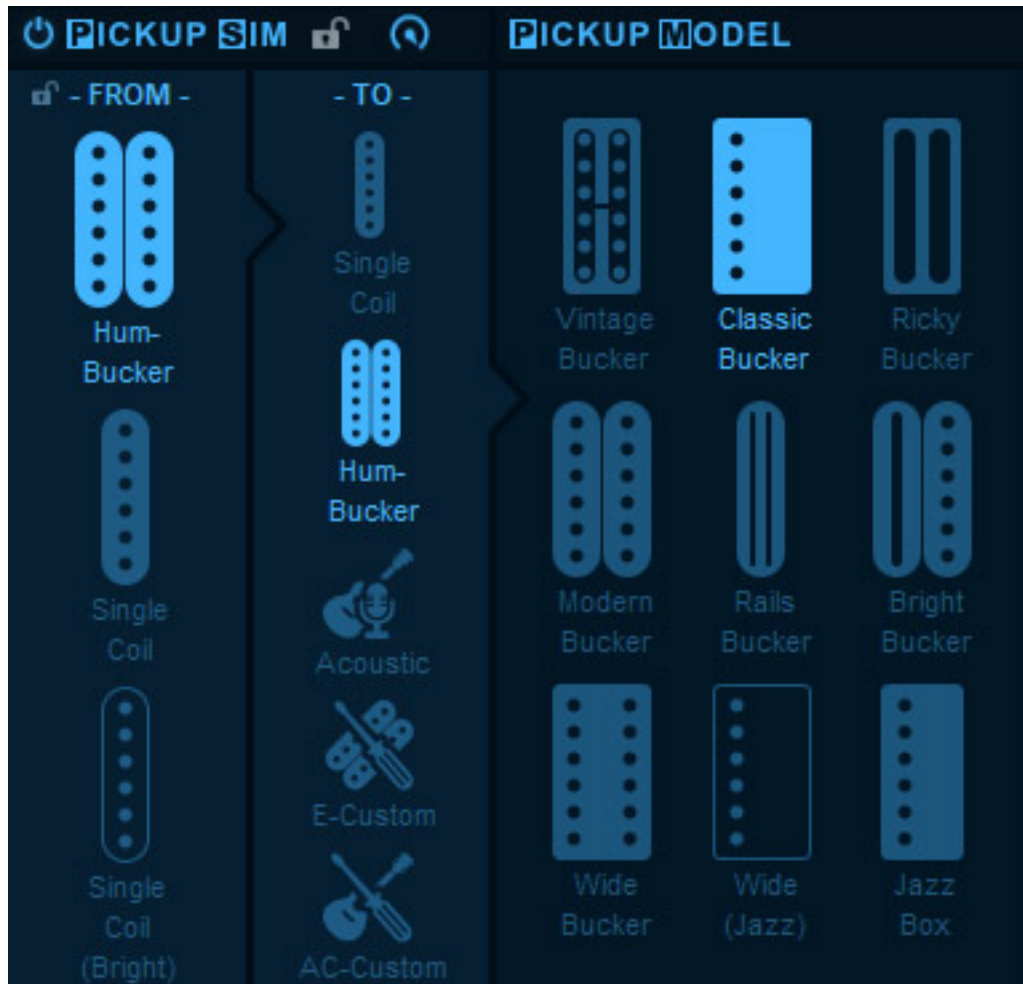 PICKUP SIM
PICKUP MODEL
- FROM -
Hum-
Bucker
Single
Coil
Single
Coil
(Bright)
- TO -
Single
Coil
Hum-
Bucker
Acoustic
E-Custom
AC-Custom
Vintage
Bucker
Classic
Bucker
Ricky
Bucker
Modern
Bucker
Rails
Bucker
Bright
Bucker
Wide
Bucker
Wide
(Jazz)
Jazz
Box